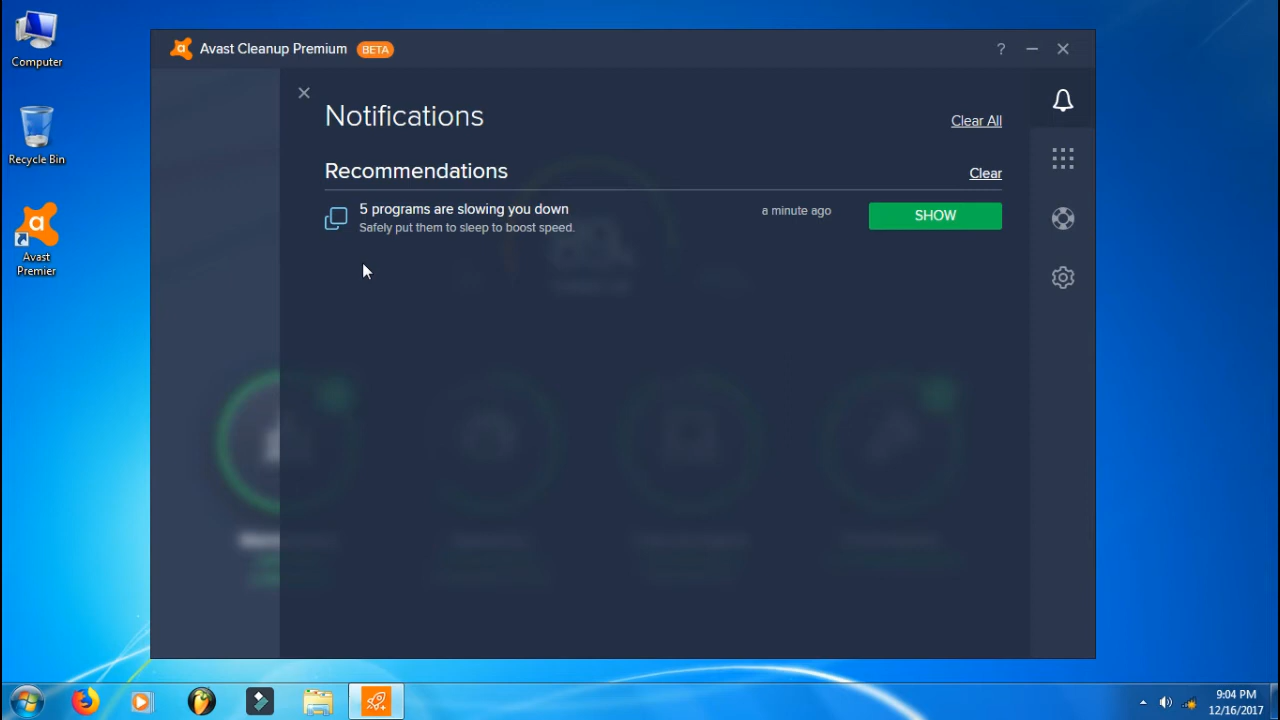 Computer
Recycle Bin
Avast
Premier
Avast Cleanup Premium BETA
?
Notifications
Clear All
Recommendations
Clear
5 programs are slowing you down
a minute ago
SHOW
Safely put them to sleep to boost speed.
9:04 PM
12/16/2017